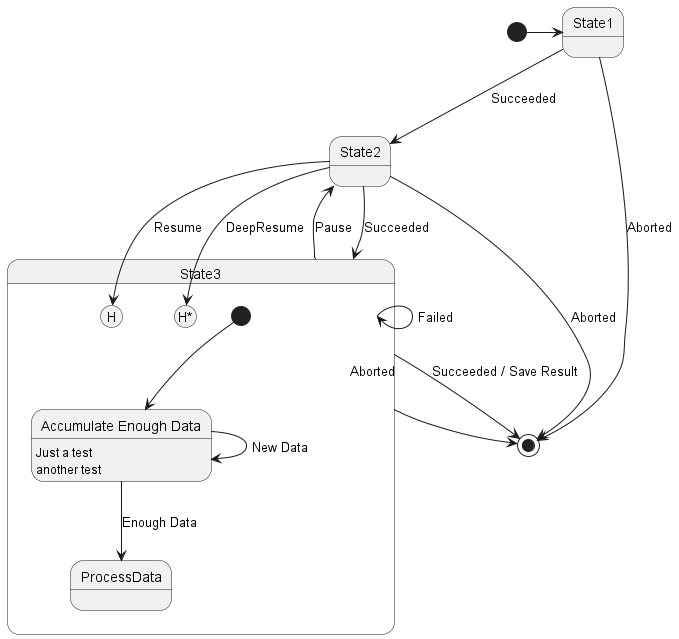 State1
Succeeded
State2
Resume
DeepResume
Pause
Succeeded
Aborted
State3
H
H*
Failed
Aborted
Aborted
Succeeded / Save Result
Accumulate Enough Data
Just a test
another test
New Data
Enough Data
ProcessData